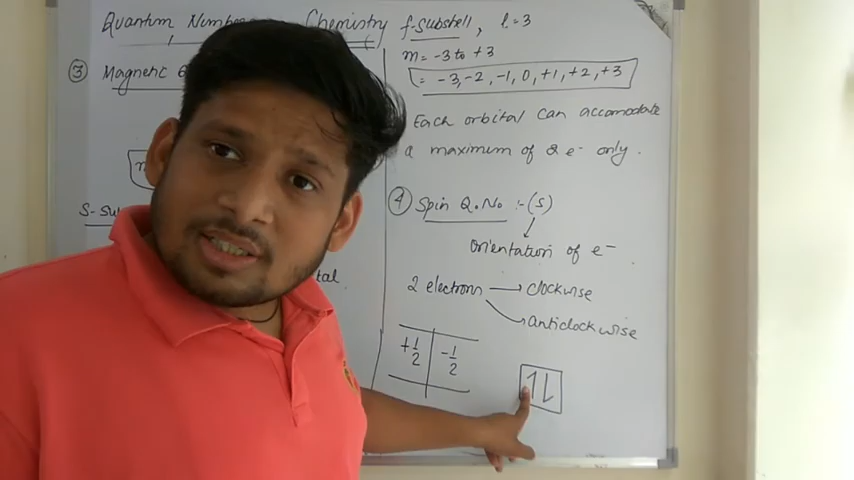 Quantum Number Chemistry
③ Magnetic
S-Su
tal
f-Subshell, l=3
m= -3 to +3
= -3,-2, -1, 0, +1, +2, +3
Each orbital can accomodate
a maximum of 2 e⁻ only.
④ Spin Q.No :-(s)
Orientation of e⁻
2 electrons → clockwise
→ anticlockwise
+1/2 -1/2
↿⇂